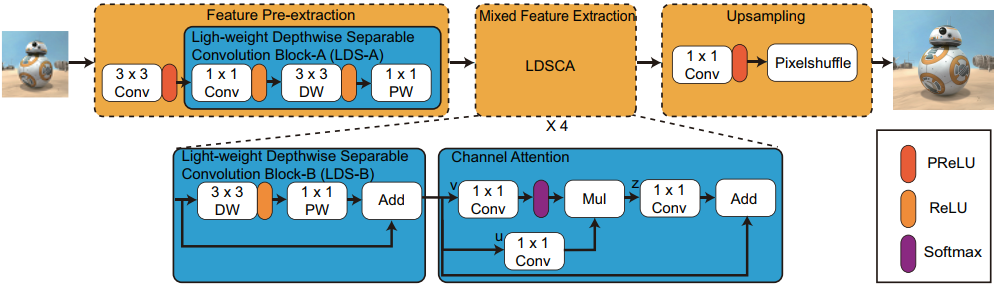 Feature Pre-extraction
Ligh-weight Depthwise Separable
Convolution Block-A (LDS-A)
3 x 3
Conv
1 x 1
Conv
3 x 3
DW
1 x 1
PW
Mixed Feature Extraction
LDSCA
X 4
Upsampling
1 x 1
Conv
Pixelshuffle
Light-weight Depthwise Separable
Convolution Block-B (LDS-B)
3 x 3
DW
1 x 1
PW
Add
Channel Attention
v
1 x 1
Conv
Mul
z
1 x 1
Conv
Add
u
1 x 1
Conv
PReLU
ReLU
Softmax